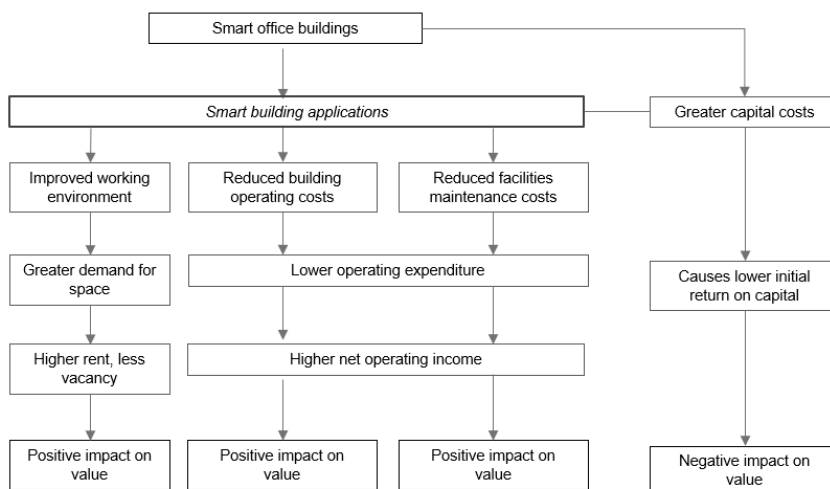 Smart office buildings
Smart building applications
Greater capital costs
Improved working
environment
Reduced building
operating costs
Reduced facilities
maintenance costs
Greater demand for
space
Lower operating expenditure
Causes lower initial
return on capital
Higher rent, less
vacancy
Higher net operating income
Positive impact on
value
Positive impact on
value
Positive impact on
value
Negative impact on
value